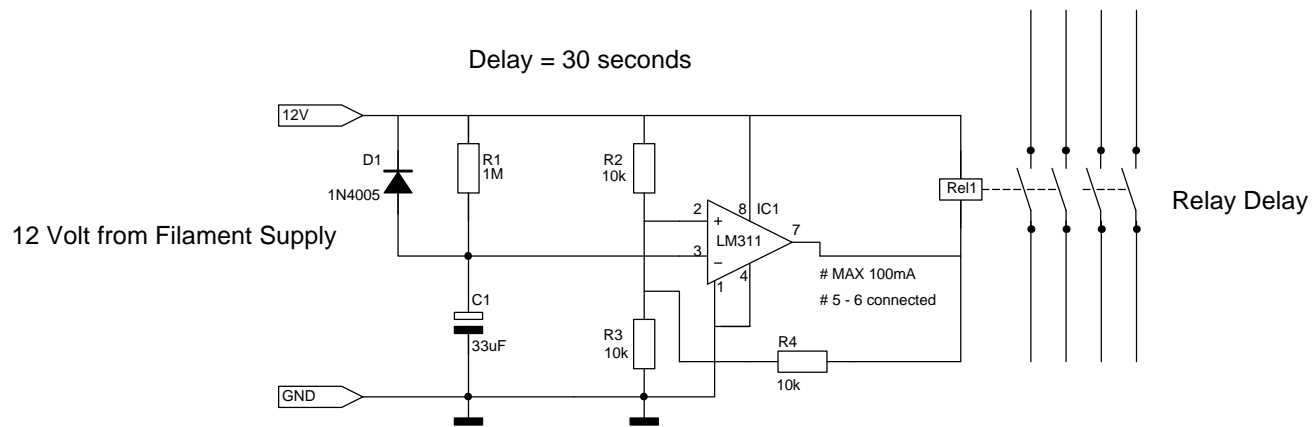 Delay = 30 seconds
12V
D1
1N4005
R1
1M
R2
10k
2
+
8
IC1
LM311
7
3
−
4
1
Rel1
Relay Delay
12 Volt from Filament Supply
# MAX 100mA
# 5 - 6 connected
C1
33uF
R3
10k
R4
10k
GND